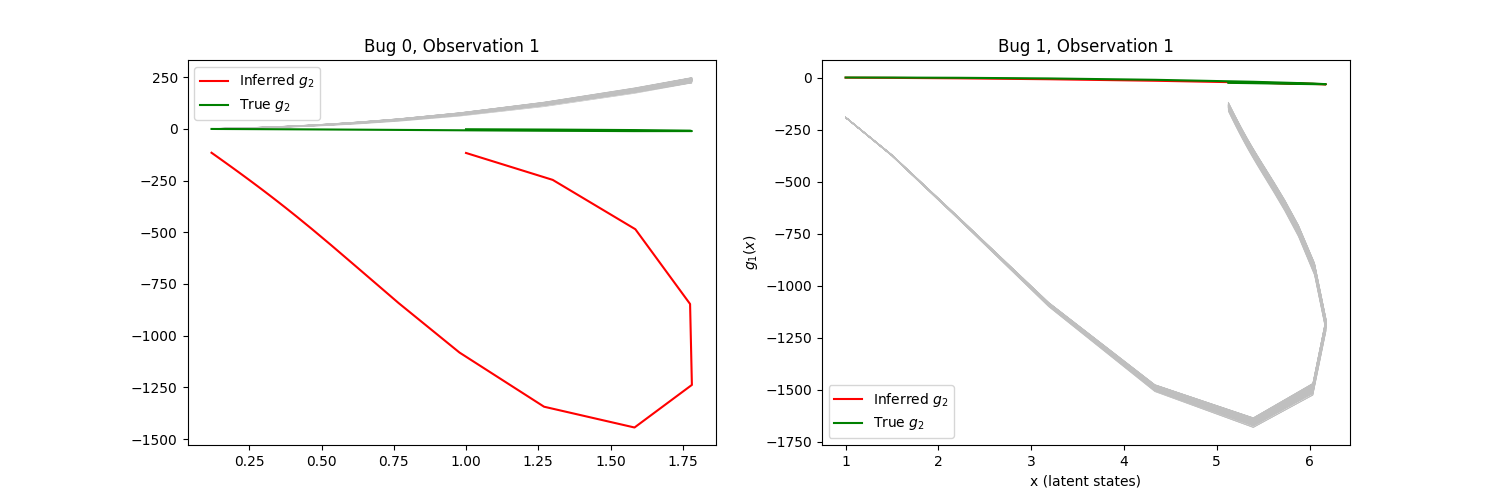 Bug 0, Observation 1
Inferred g₂
True g₂
250
0
−250
−500
−750
−1000
−1250
−1500
0.25 0.50 0.75 1.00 1.25 1.50 1.75
Bug 1, Observation 1
g₁(x)
0
−250
−500
−750
−1000
−1250
−1500
−1750
Inferred g₂
True g₂
1 2 3 4 5 6
x (latent states)